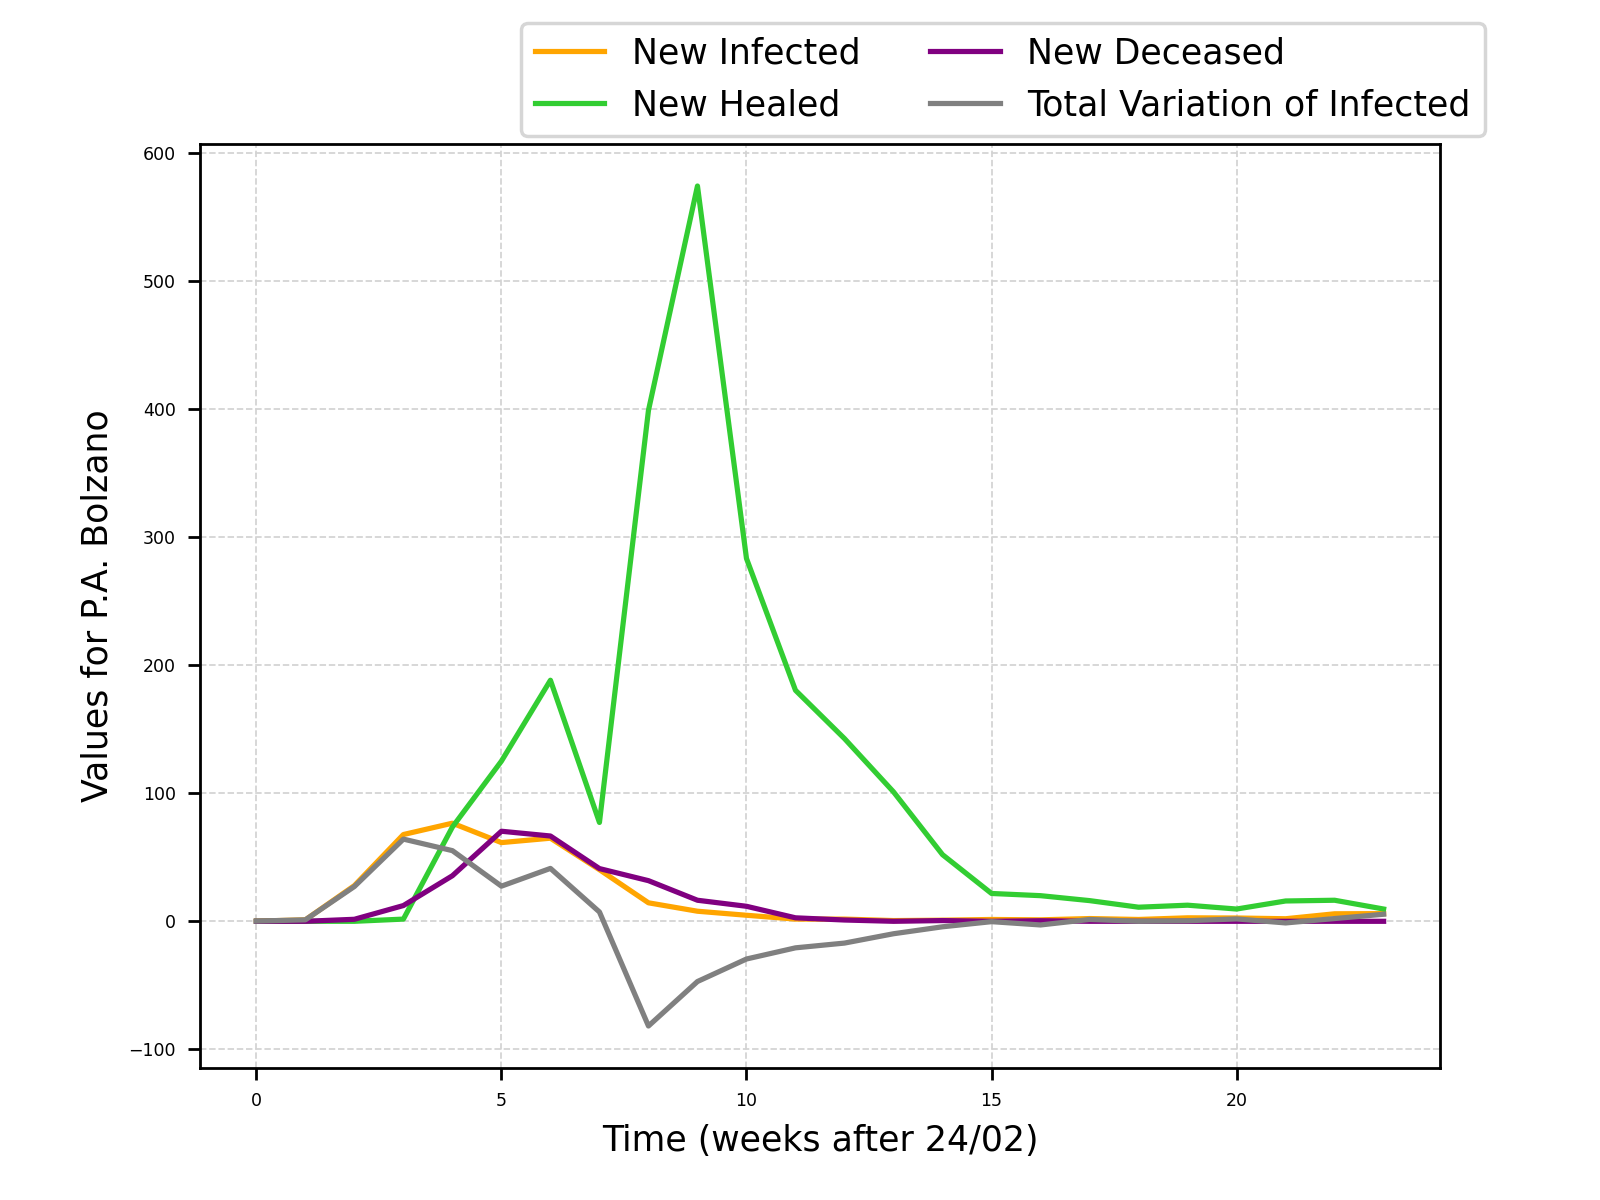 New Infected
New Healed
New Deceased
Total Variation of Infected
Values for P.A. Bolzano
600
500
400
300
200
100
0
−100
0 5 10 15 20
Time (weeks after 24/02)